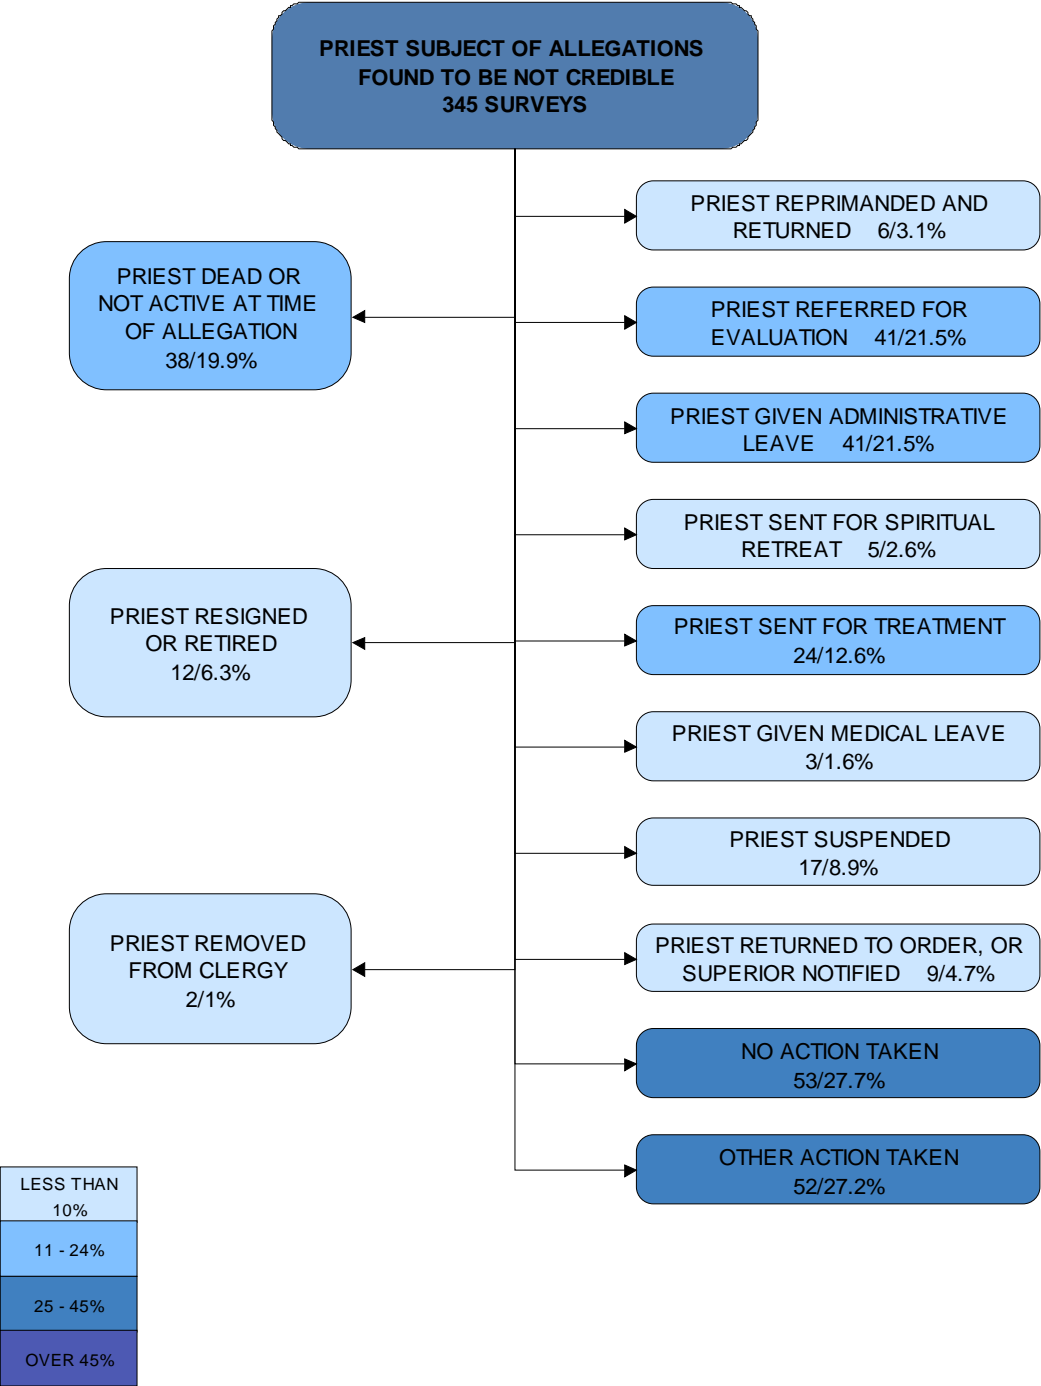 PRIEST SUBJECT OF ALLEGATIONS
FOUND TO BE NOT CREDIBLE
345 SURVEYS
PRIEST REPRIMANDED AND
RETURNED 6/3.1%
PRIEST DEAD OR
NOT ACTIVE AT TIME
OF ALLEGATION
38/19.9%
PRIEST REFERRED FOR
EVALUATION 41/21.5%
PRIEST GIVEN ADMINISTRATIVE
LEAVE 41/21.5%
PRIEST SENT FOR SPIRITUAL
RETREAT 5/2.6%
PRIEST RESIGNED
OR RETIRED
12/6.3%
PRIEST SENT FOR TREATMENT
24/12.6%
PRIEST GIVEN MEDICAL LEAVE
3/1.6%
PRIEST SUSPENDED
17/8.9%
PRIEST REMOVED
FROM CLERGY
2/1%
PRIEST RETURNED TO ORDER, OR
SUPERIOR NOTIFIED 9/4.7%
NO ACTION TAKEN
53/27.7%
OTHER ACTION TAKEN
52/27.2%
LESS THAN
10%
11 - 24%
25 - 45%
OVER 45%